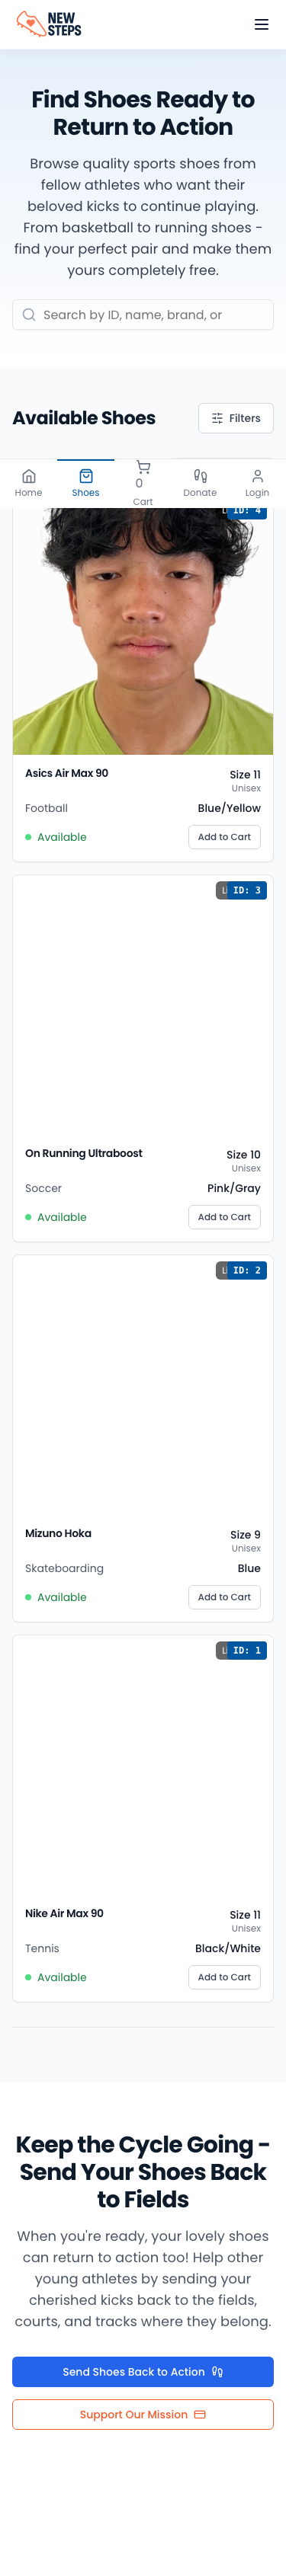 NEW
STEPS
Find Shoes Ready to
Return to Action
Browse quality sports shoes from
fellow athletes who want their
beloved kicks to continue playing.
From basketball to running shoes -
find your perfect pair and make them
yours completely free.
Search by ID, name, brand, or
Available Shoes
Filters
Home
Shoes
0
Cart
Donate
Login
ID: 4
Asics Air Max 90
Size 11
Unisex
Football
Blue/Yellow
Available
Add to Cart
ID: 3
On Running Ultraboost
Size 10
Unisex
Soccer
Pink/Gray
Available
Add to Cart
ID: 2
Mizuno Hoka
Size 9
Unisex
Skateboarding
Blue
Available
Add to Cart
ID: 1
Nike Air Max 90
Size 11
Unisex
Tennis
Black/White
Available
Add to Cart
Keep the Cycle Going -
Send Your Shoes Back
to Fields
When you're ready, your lovely shoes
can return to action too! Help other
young athletes by sending your
cherished kicks back to the fields,
courts, and tracks where they belong.
Send Shoes Back to Action
Support Our Mission